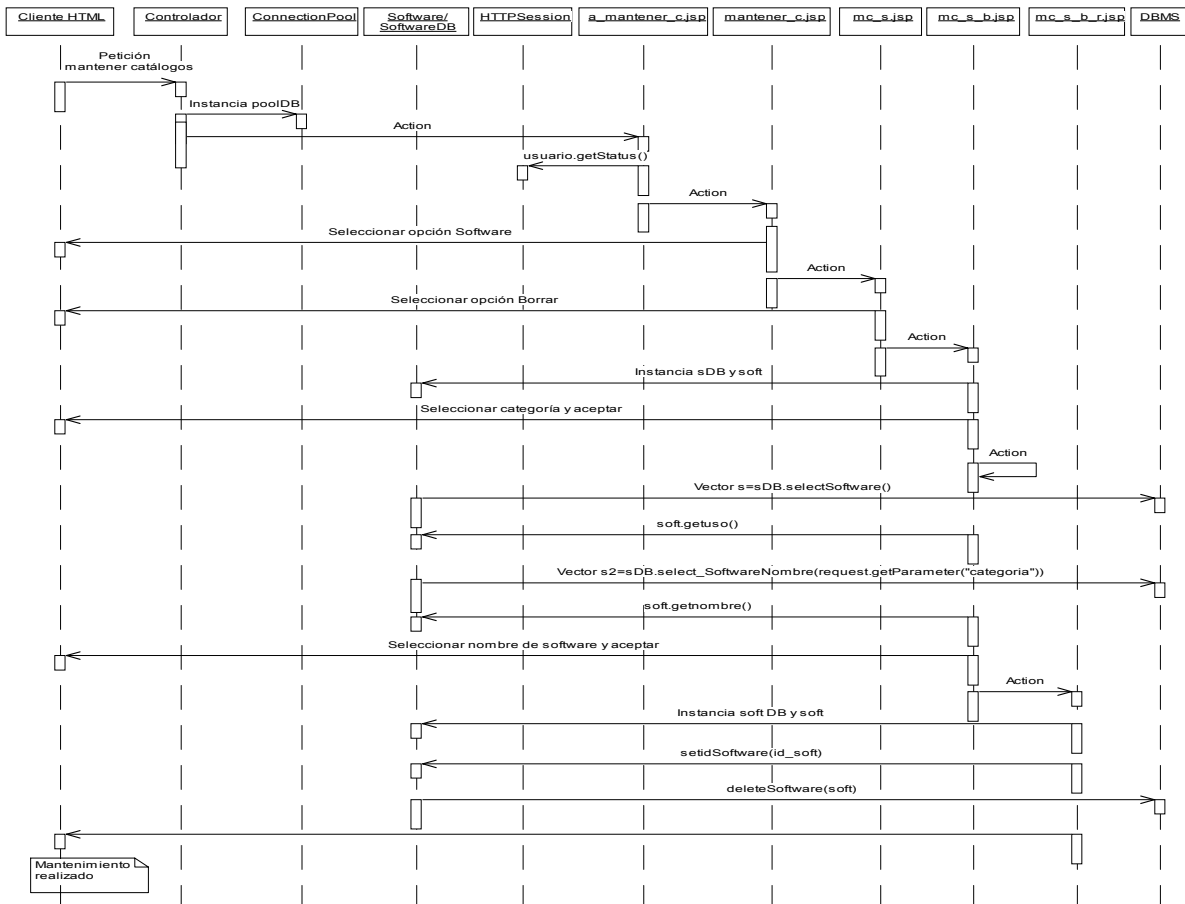 Cliente HTML
Controlador
ConnectionPool
Software/
SoftwareDB
HTTPSession
a_mantener_c.jsp
mantener_c.jsp
mc_s.jsp
mc_s_b.jsp
mc_s_b_r.jsp
DBMS
Petición
mantener catálogos
Instancia poolDB
Action
usuario.getStatus()
Action
Seleccionar opción Software
Action
Seleccionar opción Borrar
Action
Instancia sDB y soft
Seleccionar categoría y aceptar
Action
Vector s=sDB.selectSoftware()
soft.getuso()
Vector s2=sDB.select_SoftwareNombre(request.getParameter("categoria"))
soft.getnombre()
Seleccionar nombre de software y aceptar
Action
Instancia soft DB y soft
setidSoftware(id_soft)
deleteSoftware(soft)
Mantenimiento
realizado